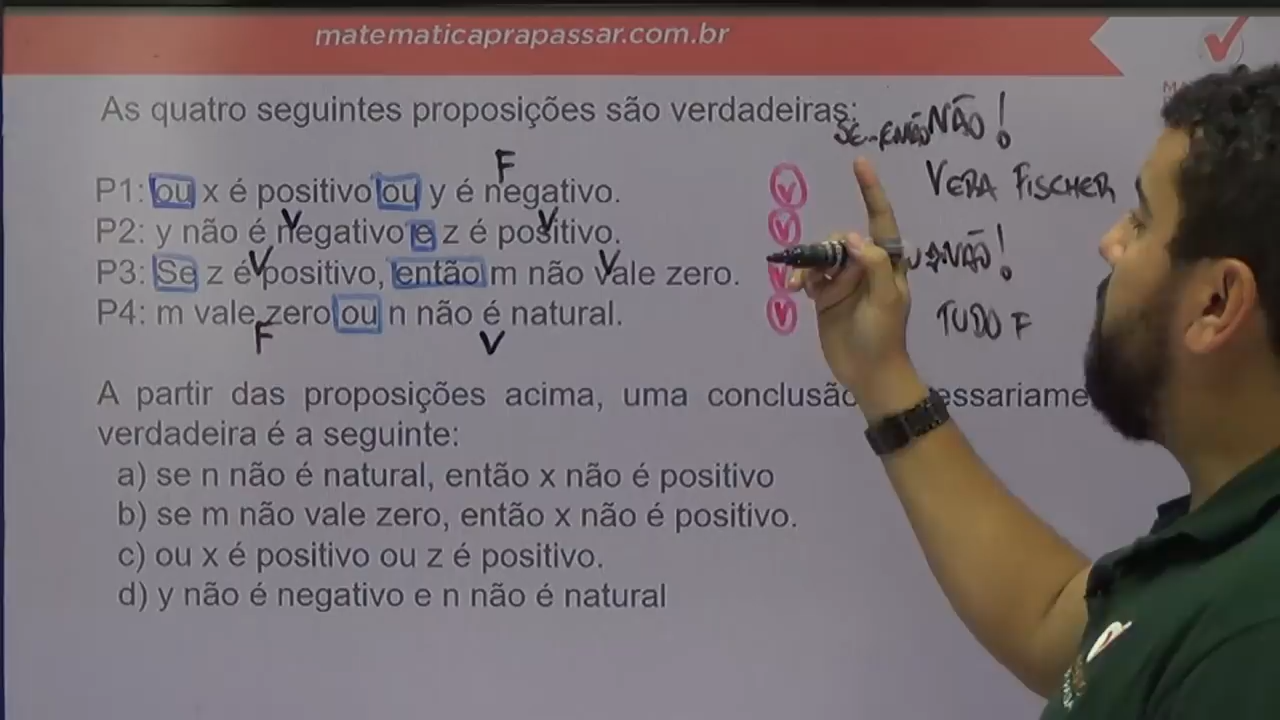 matematicaprapassar.com.br
As quatro seguintes proposições são verdadeiras:
SE-ENTÃO NÃO!
F
P1: ou x é positivo ou y é negativo. V
VERA FISCHER
V V
P2: y não é negativo e z é positivo. V
V V
P3: Se z é positivo, então m não vale zero. V
NÃO!
P4: m vale zero ou n não é natural. V
TUDO F
F V
A partir das proposições acima, uma conclusão
verdadeira é a seguinte:
a) se n não é natural, então x não é positivo
b) se m não vale zero, então x não é positivo.
c) ou x é positivo ou z é positivo.
d) y não é negativo e n não é natural